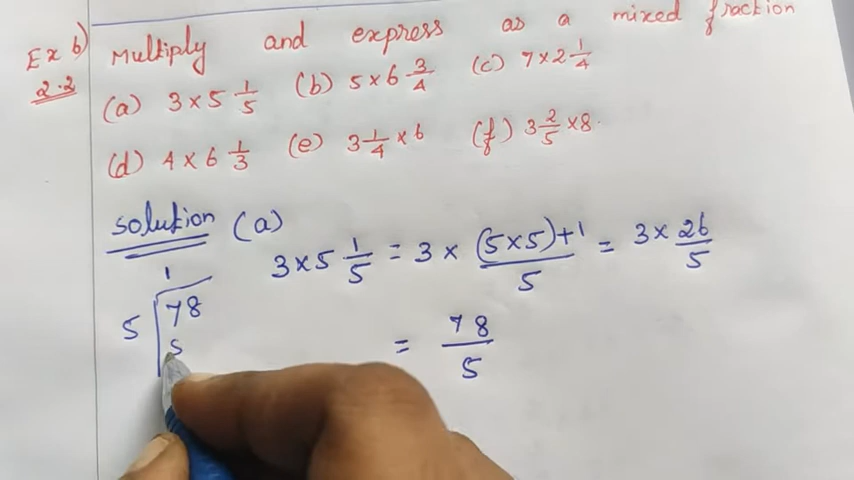 Ex 6) Multiply and express as a mixed fraction
2.2
(a) 3 × 5 1/5 (b) 5 × 6 3/4 (c) 7 × 2 1/4
(d) 4 × 6 1/3 (e) 3 1/4 × 6 (f) 3 2/5 × 8.
Solution (a)
3 × 5 1/5 = 3 × (5×5)+1/5 = 3 × 26/5
= 78/5
1
5 78
5